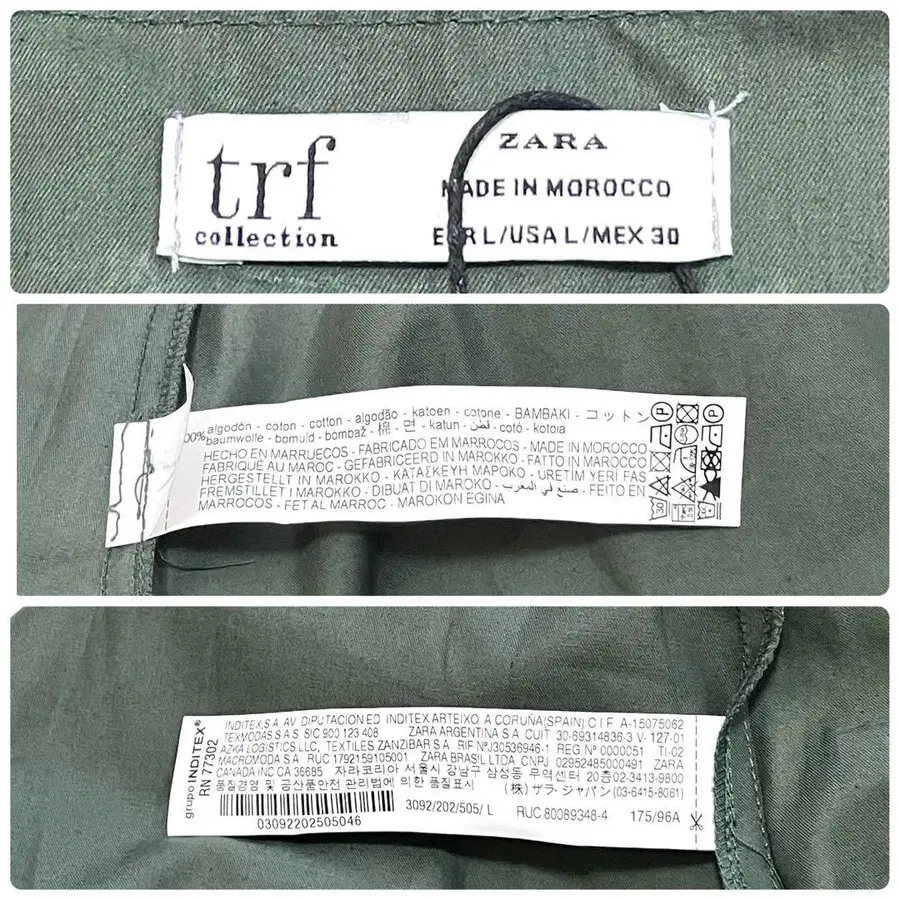 trf
collection
ZARA
MADE IN MOROCCO
EUR L/USA L/MEX 30
100% algodón - coton - cotton - algodão - katoen - cotone - ΒΑΜΒΑΚΙ - コットン
baumwolle - bomuld - bombaž - 棉 - 면 - katun - قطن - cotó - kotoia
HECHO EN MARRUECOS - FABRICADO EM MARROCOS - MADE IN MOROCCO
FABRIQUÉ AU MAROC - GEFABRICEERD IN MAROKKO - FATTO IN MAROCCO
HERGESTELLT IN MAROKKO - ΚΑΤΑΣΚΕΥΗ ΜΑΡΟΚΟ - URETIM YERI FAS
FREMSTILLET I MAROKKO - DIBUAT DI MAROKO - صنع في المغرب - FEITO EN
MARROCOS - FET AL MARROC - MAROKON EGINA
grupo INDITEX®
RN 77302
INDITEX,S.A AV DIPUTACION ED INDITEX ARTEIXO A CORUÑA(SPAIN) C I F A-15075062
TEXMODAS S A S SIC 900 123 408 ZARA ARGENTINA S.A CUIT 30-69314836-3 V-127-01
AZKA LOGISTICS LLC, TEXTILES ZANZIBAR S.A RIF NºJ30536946-1 REG Nº 0000051 TI-02
MACROMODA S.A RUC 1792159105001 ZARA BRASIL LTDA, CNPJ 02952485000491 ZARA
CANADA INC CA 36685 자라코리아 서울시 강남구 삼성동 무역센터 20층02-3413-9800
품질경영 및 공산품안전 관리법에 의한 품질표시 (株) ザラ・ジャパン (03-6415-8061)
03092202505046 3092/202/505/ L RUC 80089348-4 175/96A